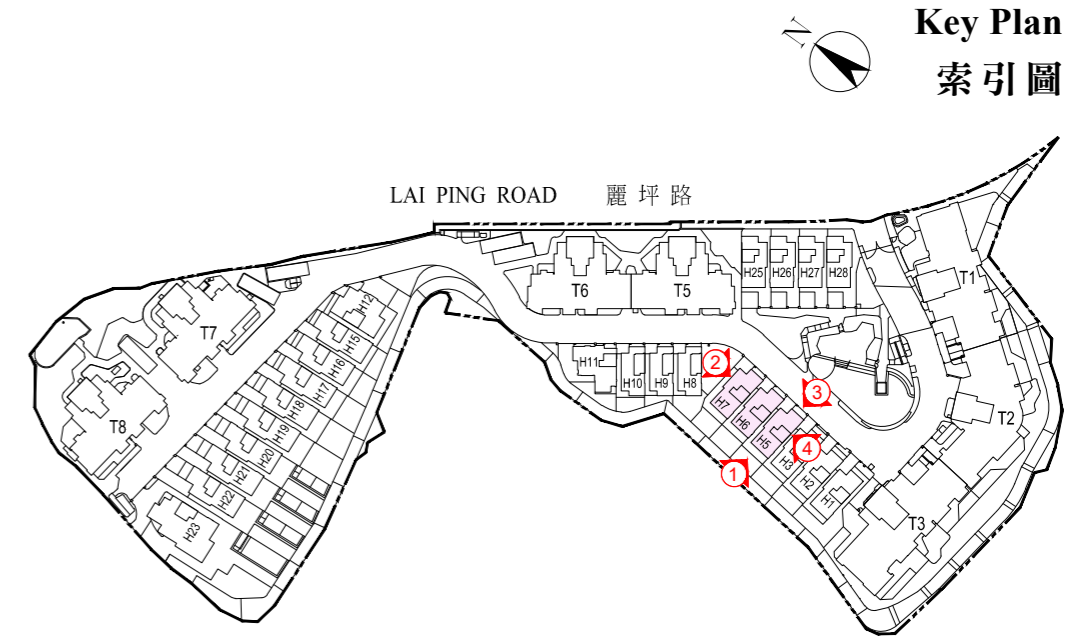 N
Key Plan
索引圖
LAI PING ROAD 麗坪路
T1
T2
T3
T5
T6
T7
T8
H1
H2
H3
H5
H6
H7
H8
H9
H10
H11
H12
H15
H16
H17
H18
H19
H20
H21
H22
H23
H25
H26
H27
H28
1
2
3
4